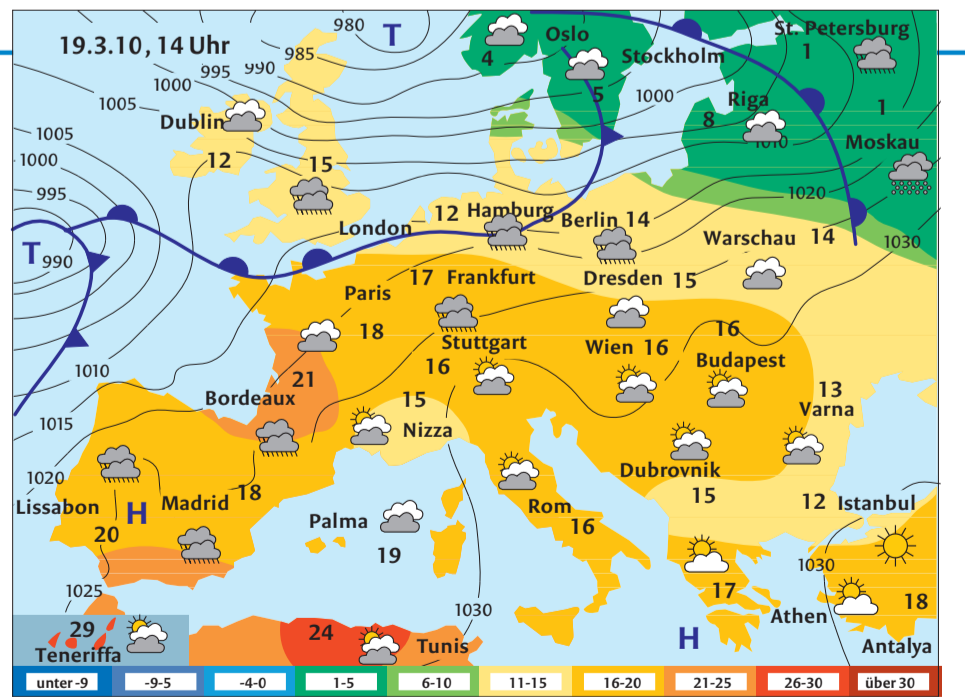 980
T
19.3.10, 14 Uhr
985
990
995
1000
1005
Oslo
4
Stockholm
5
St. Petersburg
1
1000
Riga
8
1
1010
Moskau
Dublin
12
15
1005
1000
995
T
990
London
12
Hamburg
Berlin 14
1020
Warschau
14
1030
17
Frankfurt
Dresden
15
Paris
18
Stuttgart
16
Wien 16
16
Budapest
1010
21
Bordeaux
15
Nizza
13
Varna
1015
1020
Lissabon
H
Madrid
18
20
Palma
19
Rom
16
Dubrovnik
15
12
Istanbul
1030
1025
29
Teneriffa
24
Tunis
1030
17
Athen
H
18
Antalya
unter -9
-9-5
-4-0
1-5
6-10
11-15
16-20
21-25
26-30
über 30